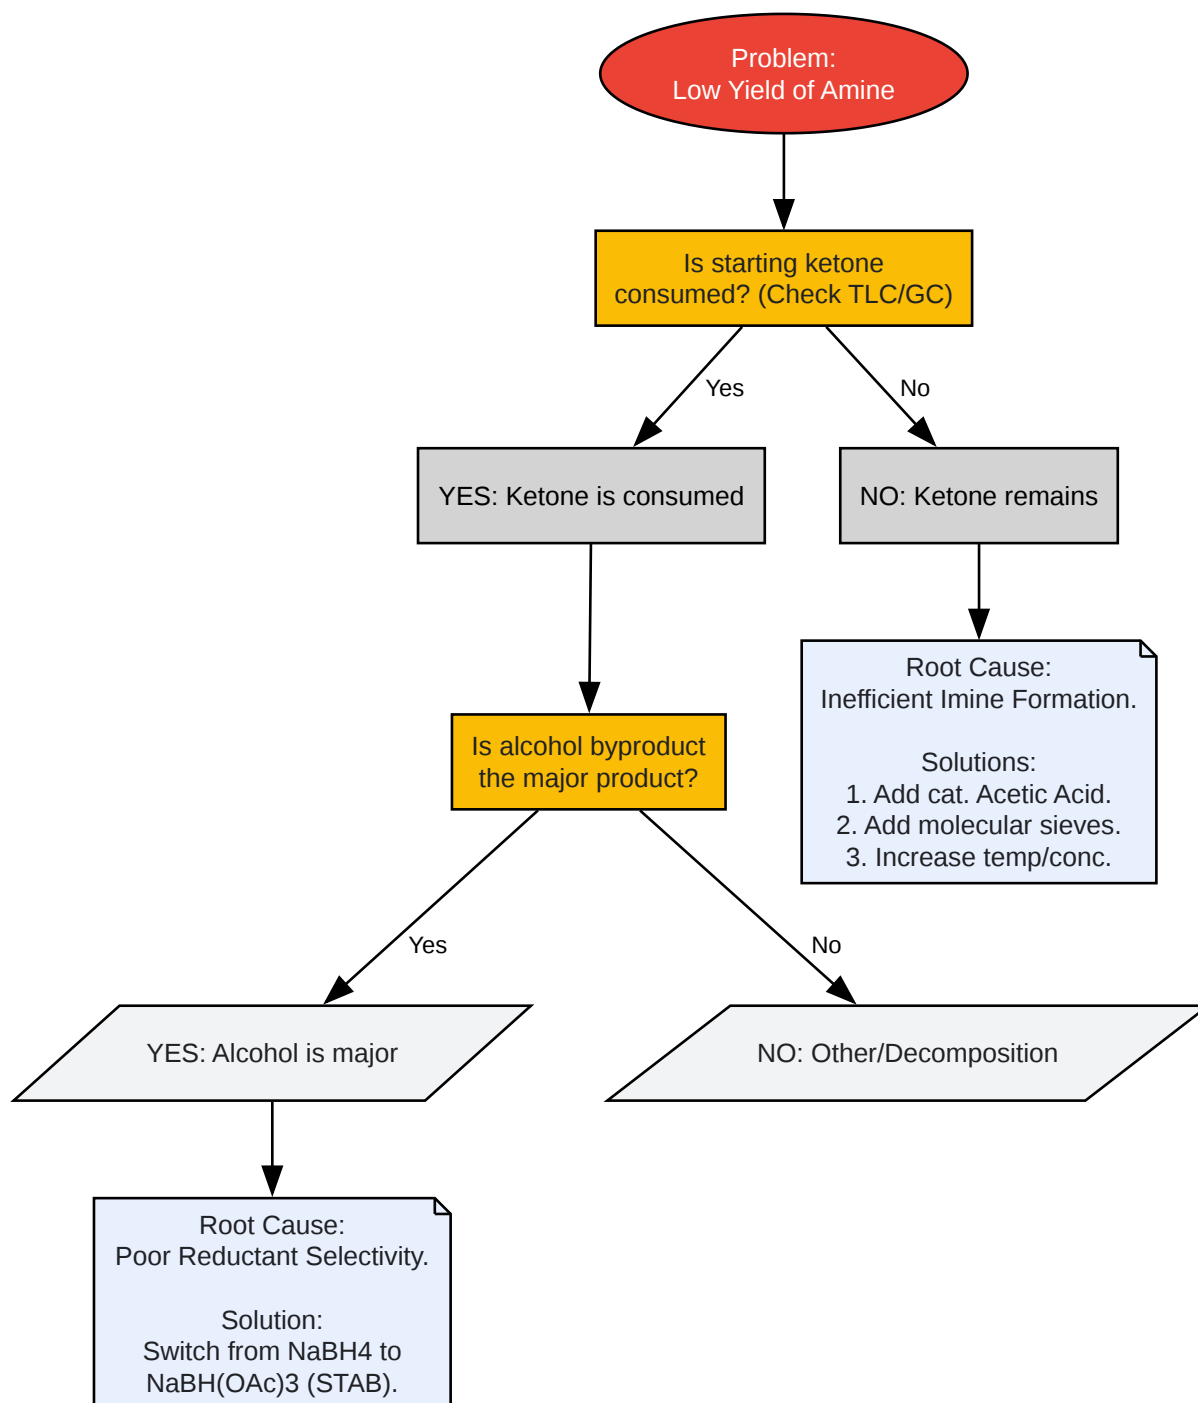 Problem:
Low Yield of Amine
Is starting ketone
consumed? (Check TLC/GC)
Yes
No
YES: Ketone is consumed
NO: Ketone remains
Root Cause:
Inefficient Imine Formation.
Solutions:
1. Add cat. Acetic Acid.
2. Add molecular sieves.
3. Increase temp/conc.
Is alcohol byproduct
the major product?
Yes
No
YES: Alcohol is major
NO: Other/Decomposition
Root Cause:
Poor Reductant Selectivity.
Solution:
Switch from NaBH4 to
NaBH(OAc)3 (STAB).